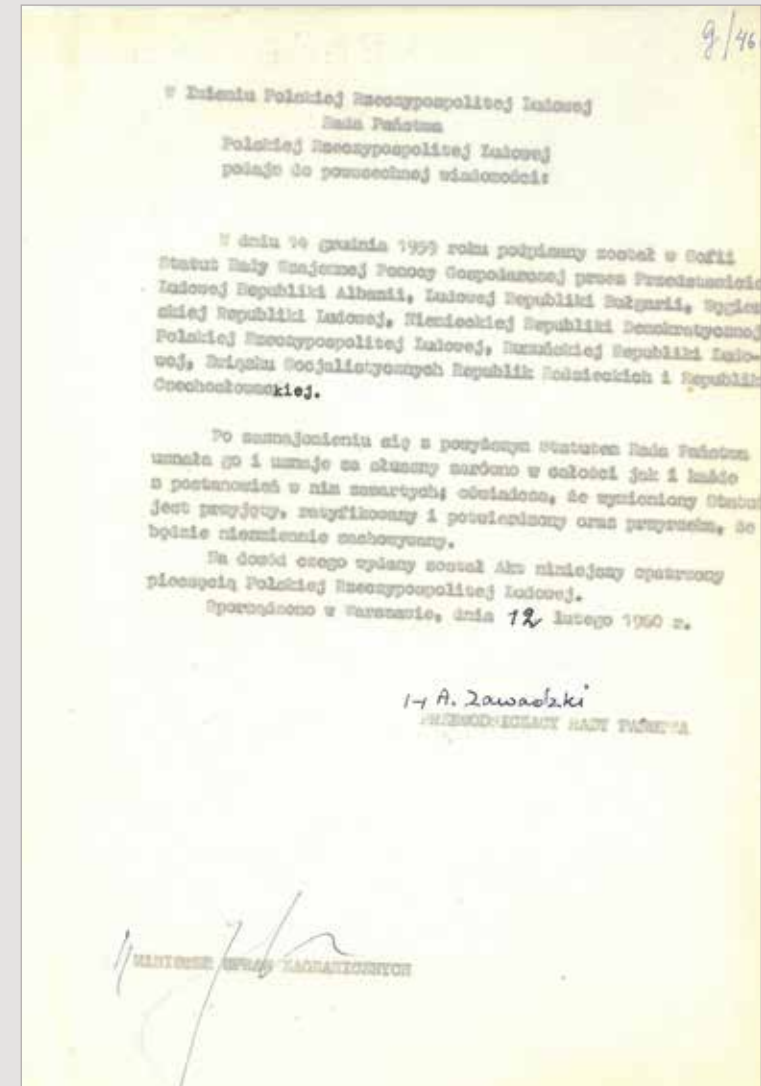 g/46
W Imieniu Polskiej Rzeczypospolitej Ludowej
Rada Państwa
Polskiej Rzeczypospolitej Ludowej
podaje do powszechnej wiadomości:
W dniu 14 grudnia 1959 roku podpisany został w Sofii
Statut Rady Wzajemnej Pomocy Gospodarczej przez Przedstawicie
Ludowej Republiki Albanii, Ludowej Republiki Bułgarii, Węgier
skiej Republiki Ludowej, Niemieckiej Republiki Demokratycznej
Polskiej Rzeczypospolitej Ludowej, Rumuńskiej Republiki Ludo-
wej, Związku Socjalistycznych Republik Radzieckich i Republik
Czechosłowackiej.
Po zaznajomieniu się z powyższym Statutem Rada Państwa
uznała go i uznaje za słuszny zarówno w całości jak i każde
z postanowień w nim zawartych; oświadcza, że wymieniony Statut
jest przyjęty, ratyfikowany i potwierdzony oraz przyrzeka, że
będzie niezmiennie zachowywany.
Na dowód czego wydany został Akt niniejszy opatrzony
pieczęcią Polskiej Rzeczypospolitej Ludowej.
Sporządzono w Warszawie, dnia 12 lutego 1960 r.
A. Zawadzki
PRZEWODNICZĄCY RADY PAŃSTWA
MINISTER SPRAW ZAGRANICZNYCH